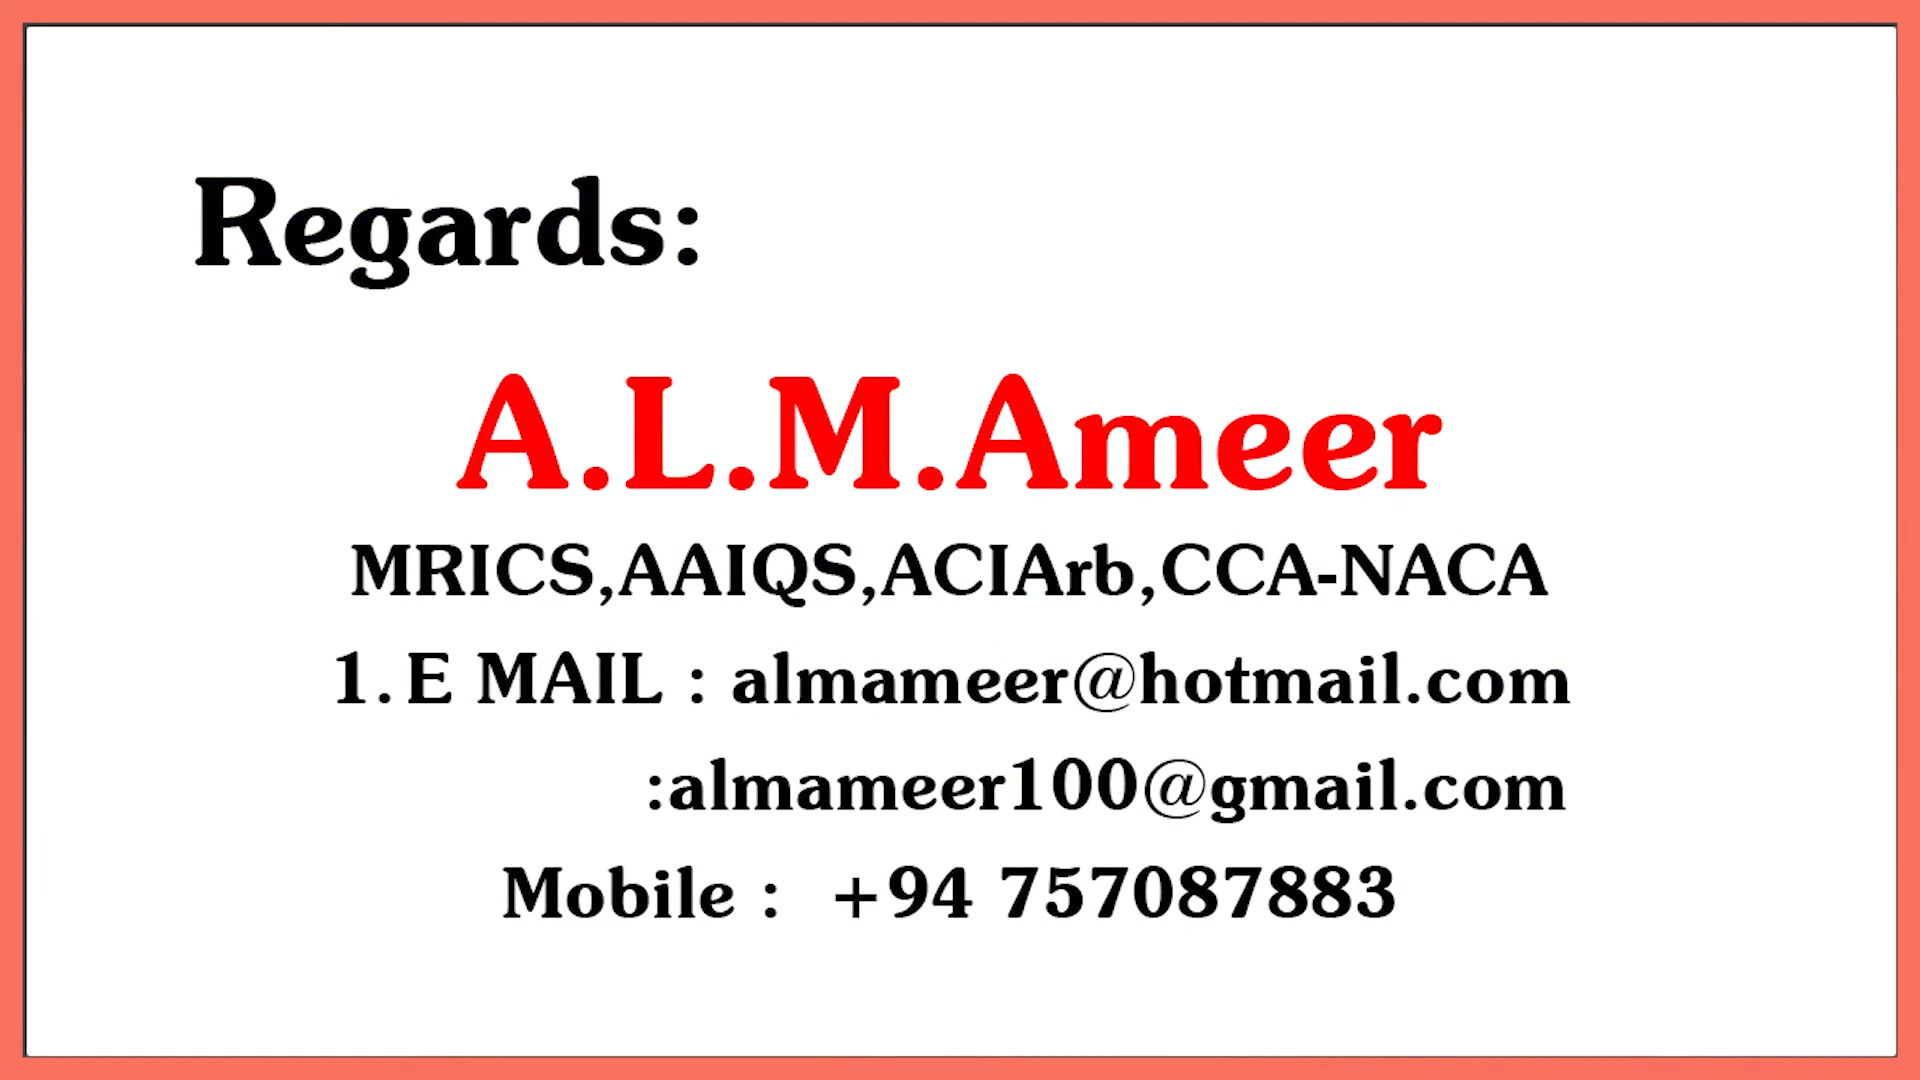 Regards:
A.L.M.Ameer
MRICS,AAIQS,ACIArb,CCA-NACA
1.E MAIL : almameer@hotmail.com
:almameer100@gmail.com
Mobile :  +94 757087883